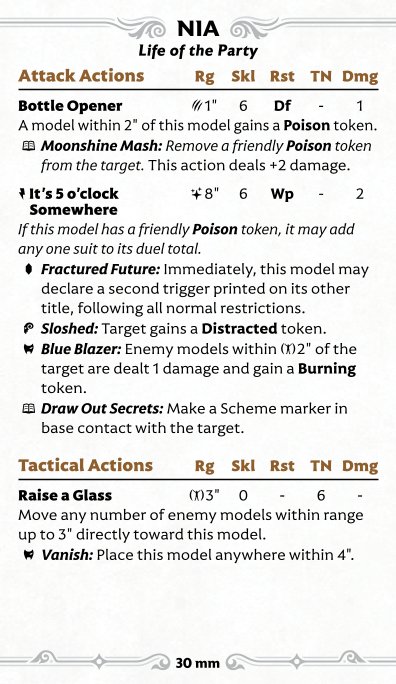 NIA
Life of the Party
Attack Actions Rg Skl Rst TN Dmg
Bottle Opener 1" 6 Df - 1
A model within 2" of this model gains a Poison token.
Moonshine Mash: Remove a friendly Poison token
from the target. This action deals +2 damage.
It's 5 o'clock 8" 6 Wp - 2
Somewhere
If this model has a friendly Poison token, it may add
any one suit to its duel total.
Fractured Future: Immediately, this model may
declare a second trigger printed on its other
title, following all normal restrictions.
Sloshed: Target gains a Distracted token.
Blue Blazer: Enemy models within 2" of the
target are dealt 1 damage and gain a Burning
token.
Draw Out Secrets: Make a Scheme marker in
base contact with the target.
Tactical Actions Rg Skl Rst TN Dmg
Raise a Glass 3" 0 - 6 -
Move any number of enemy models within range
up to 3" directly toward this model.
Vanish: Place this model anywhere within 4".
30 mm